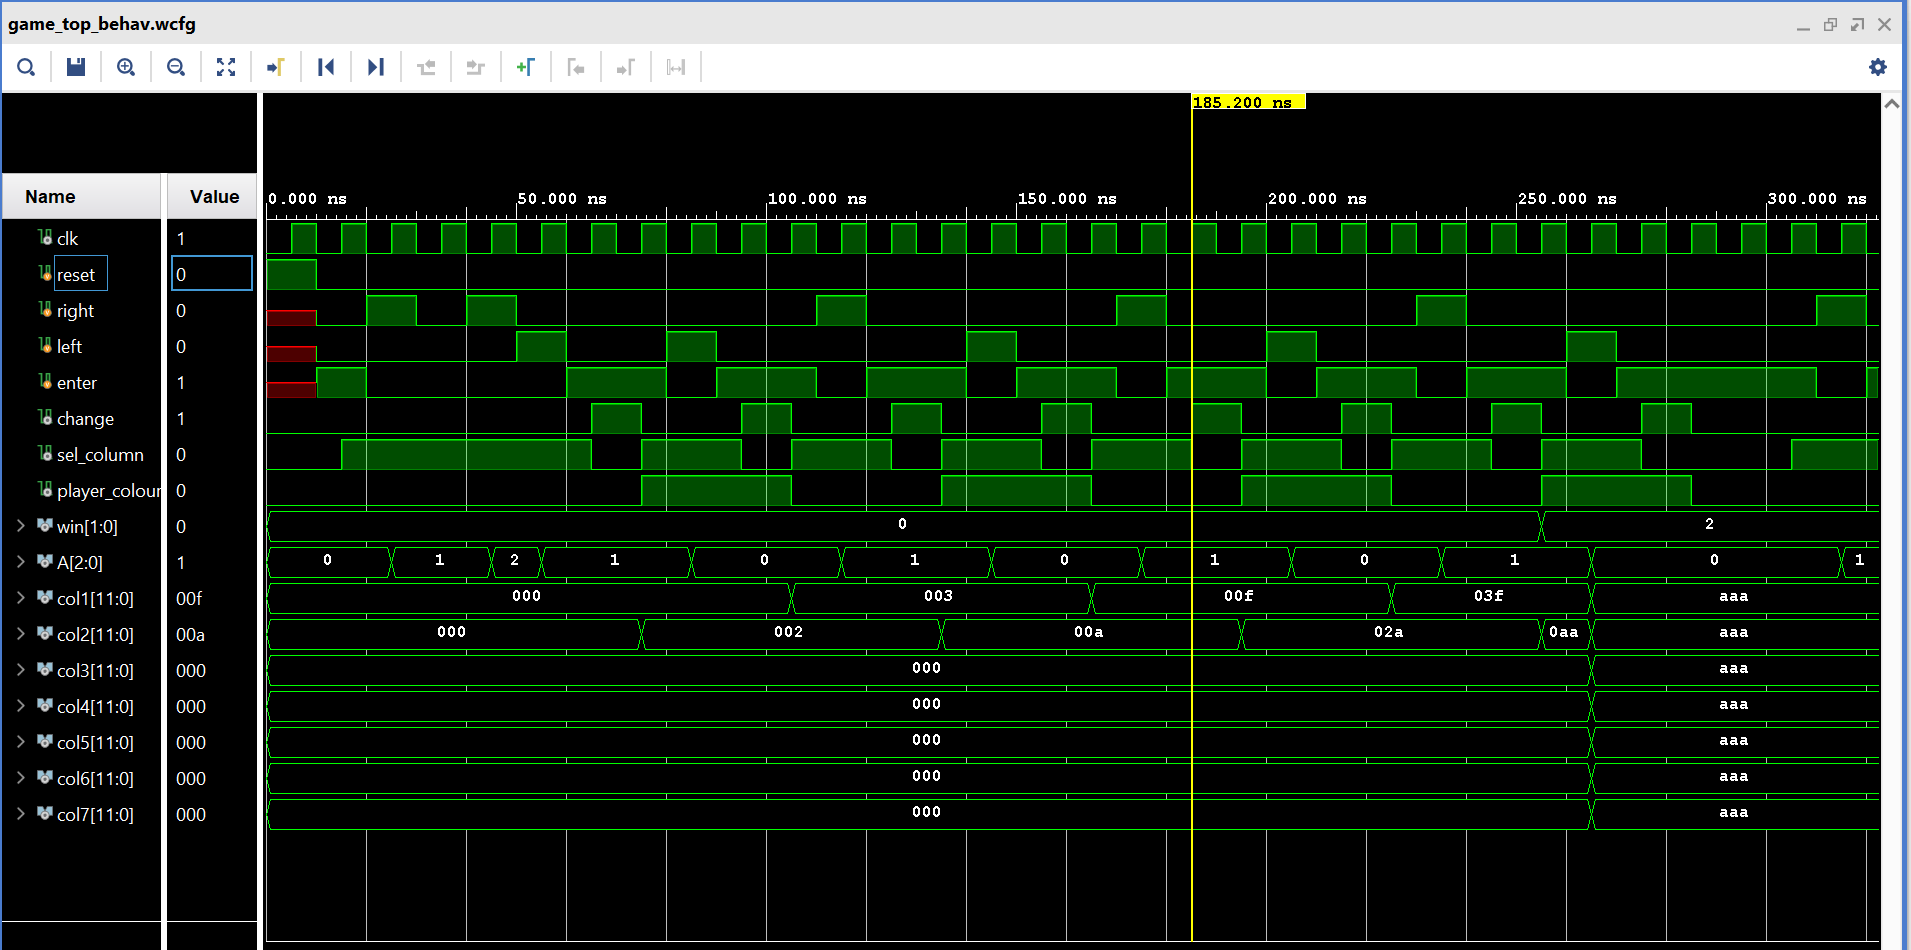 game_top_behav.wcfg
185.200 ns
Name Value
0.000 ns 50.000 ns 100.000 ns 150.000 ns 200.000 ns 250.000 ns 300.000 ns
clk 1
reset 0
right 0
left 0
enter 1
change 1
sel_column 0
player_colour 0
win[1:0] 0 0 2
A[2:0] 1 0 1 2 1 0 1 0 1 0 1 0 1
col1[11:0] 00f 000 003 00f 03f aaa
col2[11:0] 00a 000 002 00a 02a 0aa aaa
col3[11:0] 000 000 aaa
col4[11:0] 000 000 aaa
col5[11:0] 000 000 aaa
col6[11:0] 000 000 aaa
col7[11:0] 000 000 aaa